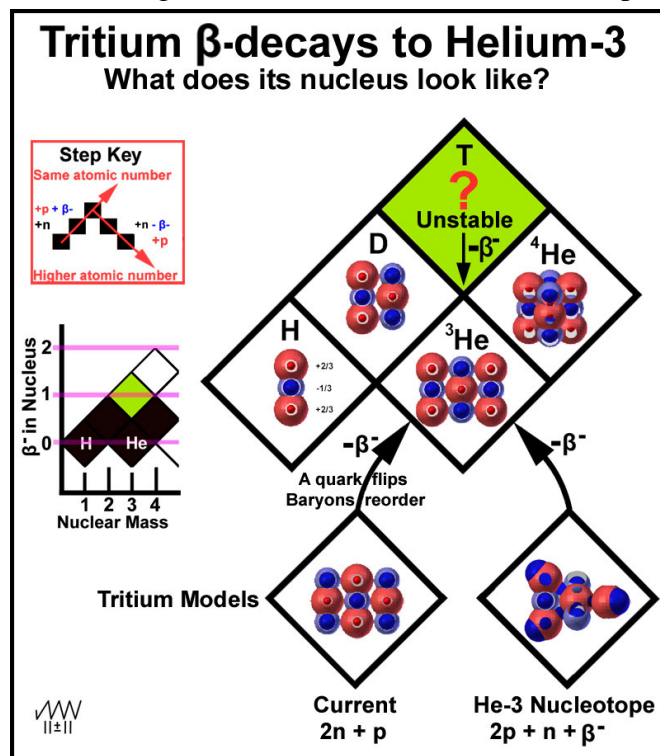 Tritium β-decays to Helium-3
What does its nucleus look like?
Step Key
Same atomic number
+p + β-
+n
+n - β-
+p
Higher atomic number
T
?
Unstable
-β-
D
⁴He
H
+2/3
-1/3
+2/3
³He
2
1
0
β- in Nucleus
H
He
1 2 3 4
Nuclear Mass
-β-
-β-
A quark flips
Baryons reorder
Tritium Models
Current
2n + p
He-3 Nucleotope
2p + n + β-
||±||